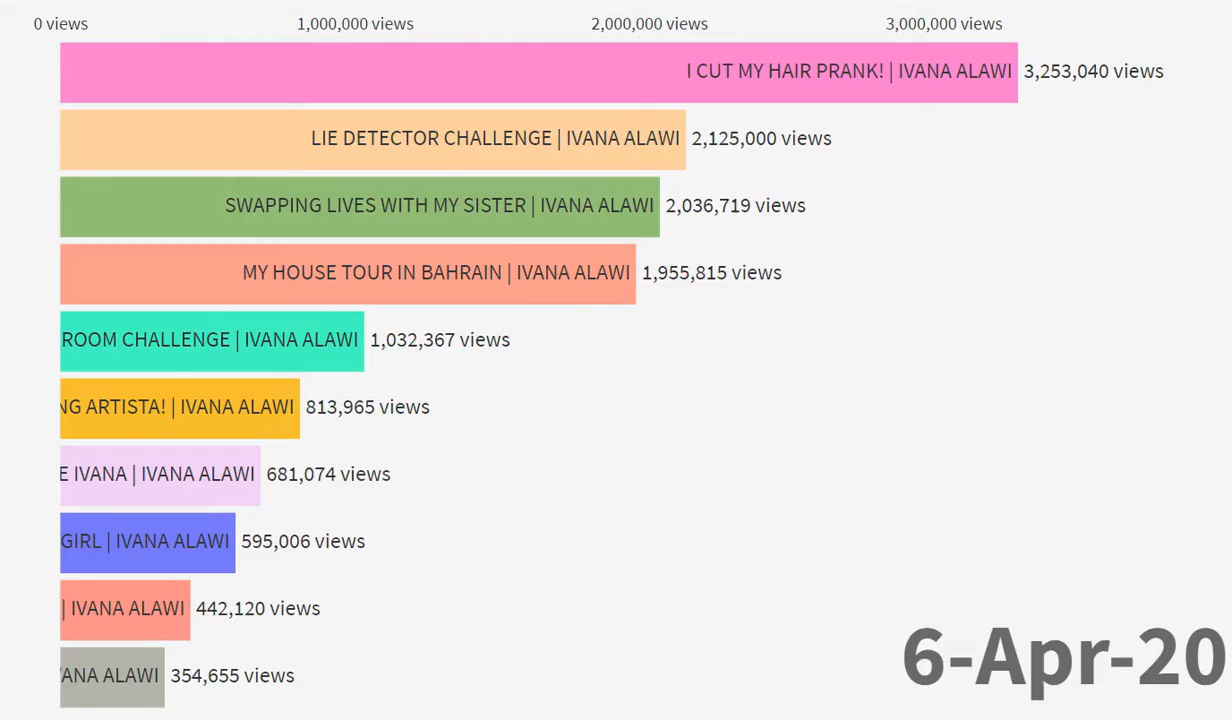 0 views 1,000,000 views 2,000,000 views 3,000,000 views
I CUT MY HAIR PRANK! | IVANA ALAWI 3,253,040 views
LIE DETECTOR CHALLENGE | IVANA ALAWI 2,125,000 views
SWAPPING LIVES WITH MY SISTER | IVANA ALAWI 2,036,719 views
MY HOUSE TOUR IN BAHRAIN | IVANA ALAWI 1,955,815 views
ROOM CHALLENGE | IVANA ALAWI 1,032,367 views
NG ARTISTA! | IVANA ALAWI 813,965 views
E IVANA | IVANA ALAWI 681,074 views
GIRL | IVANA ALAWI 595,006 views
| IVANA ALAWI 442,120 views
ALAWI 354,655 views
6-Apr-20